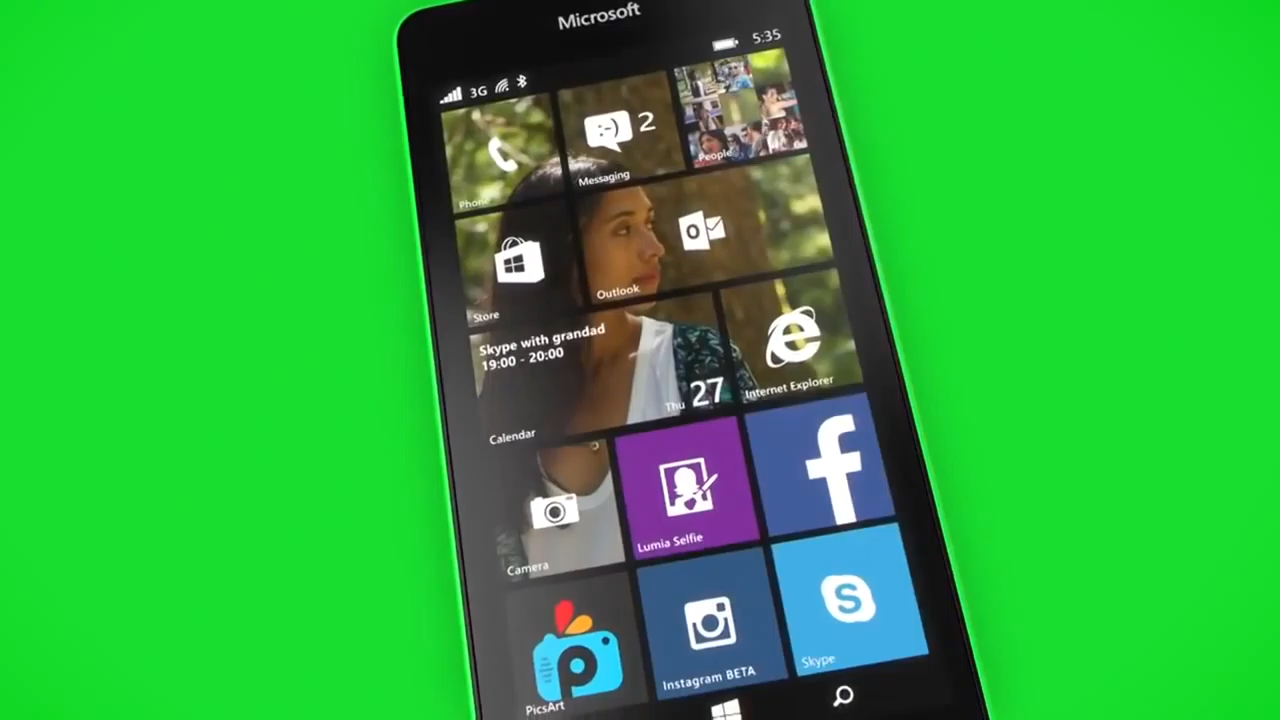 Microsoft
3G
5:35
Phone
2
Messaging
People
Store
Outlook
Skype with grandad
19:00 - 20:00
Thu 27
Calendar
Internet Explorer
Camera
Lumia Selfie
PicsArt
Instagram BETA
Skype